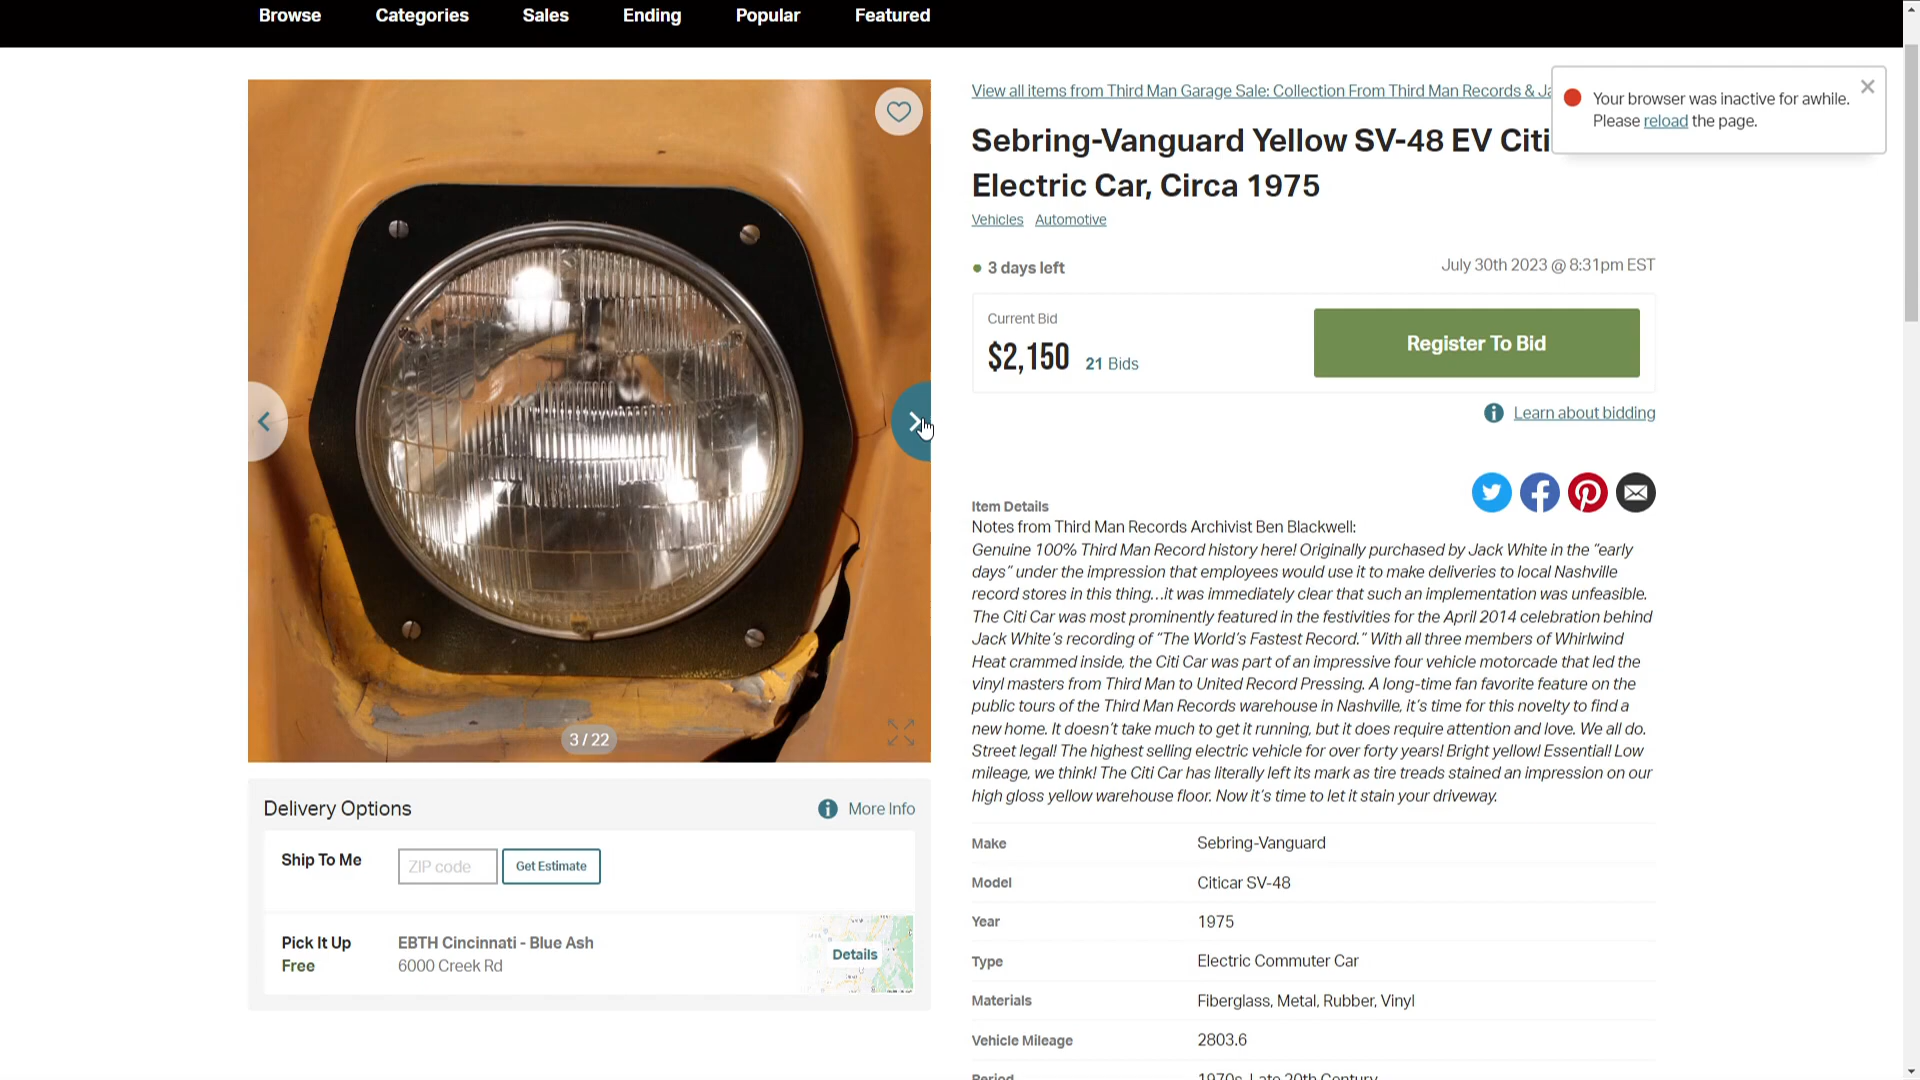 Browse Categories Sales Ending Popular Featured
View all items from Third Man Garage Sale: Collection From Third Man Records & Ja
Your browser was inactive for awhile.
Please reload the page.
Sebring-Vanguard Yellow SV-48 EV Citi
Electric Car, Circa 1975
Vehicles Automotive
3 days left
July 30th 2023 @ 8:31pm EST
Current Bid
$2,150 21 Bids
Register To Bid
Learn about bidding
Item Details
Notes from Third Man Records Archivist Ben Blackwell:
Genuine 100% Third Man Record history here! Originally purchased by Jack White in the "early
days" under the impression that employees would use it to make deliveries to local Nashville
record stores in this thing...it was immediately clear that such an implementation was unfeasible.
The Citi Car was most prominently featured in the festivities for the April 2014 celebration behind
Jack White's recording of "The World's Fastest Record." With all three members of Whirlwind
Heat crammed inside, the Citi Car was part of an impressive four vehicle motorcade that led the
vinyl masters from Third Man to United Record Pressing. A long-time fan favorite feature on the
public tours of the Third Man Records warehouse in Nashville, it's time for this novelty to find a
new home. It doesn't take much to get it running, but it does require attention and love. We all do.
Street legal! The highest selling electric vehicle for over forty years! Bright yellow! Essential! Low
mileage, we think! The Citi Car has literally left its mark as tire treads stained an impression on our
high gloss yellow warehouse floor. Now it's time to let it stain your driveway.
3 / 22
Delivery Options
More Info
Ship To Me
ZIP code
Get Estimate
Pick It Up
Free
EBTH Cincinnati - Blue Ash
6000 Creek Rd
Details
Make Sebring-Vanguard
Model Citicar SV-48
Year 1975
Type Electric Commuter Car
Materials Fiberglass, Metal, Rubber, Vinyl
Vehicle Mileage 2803.6
Period 1970s, Late 20th Century